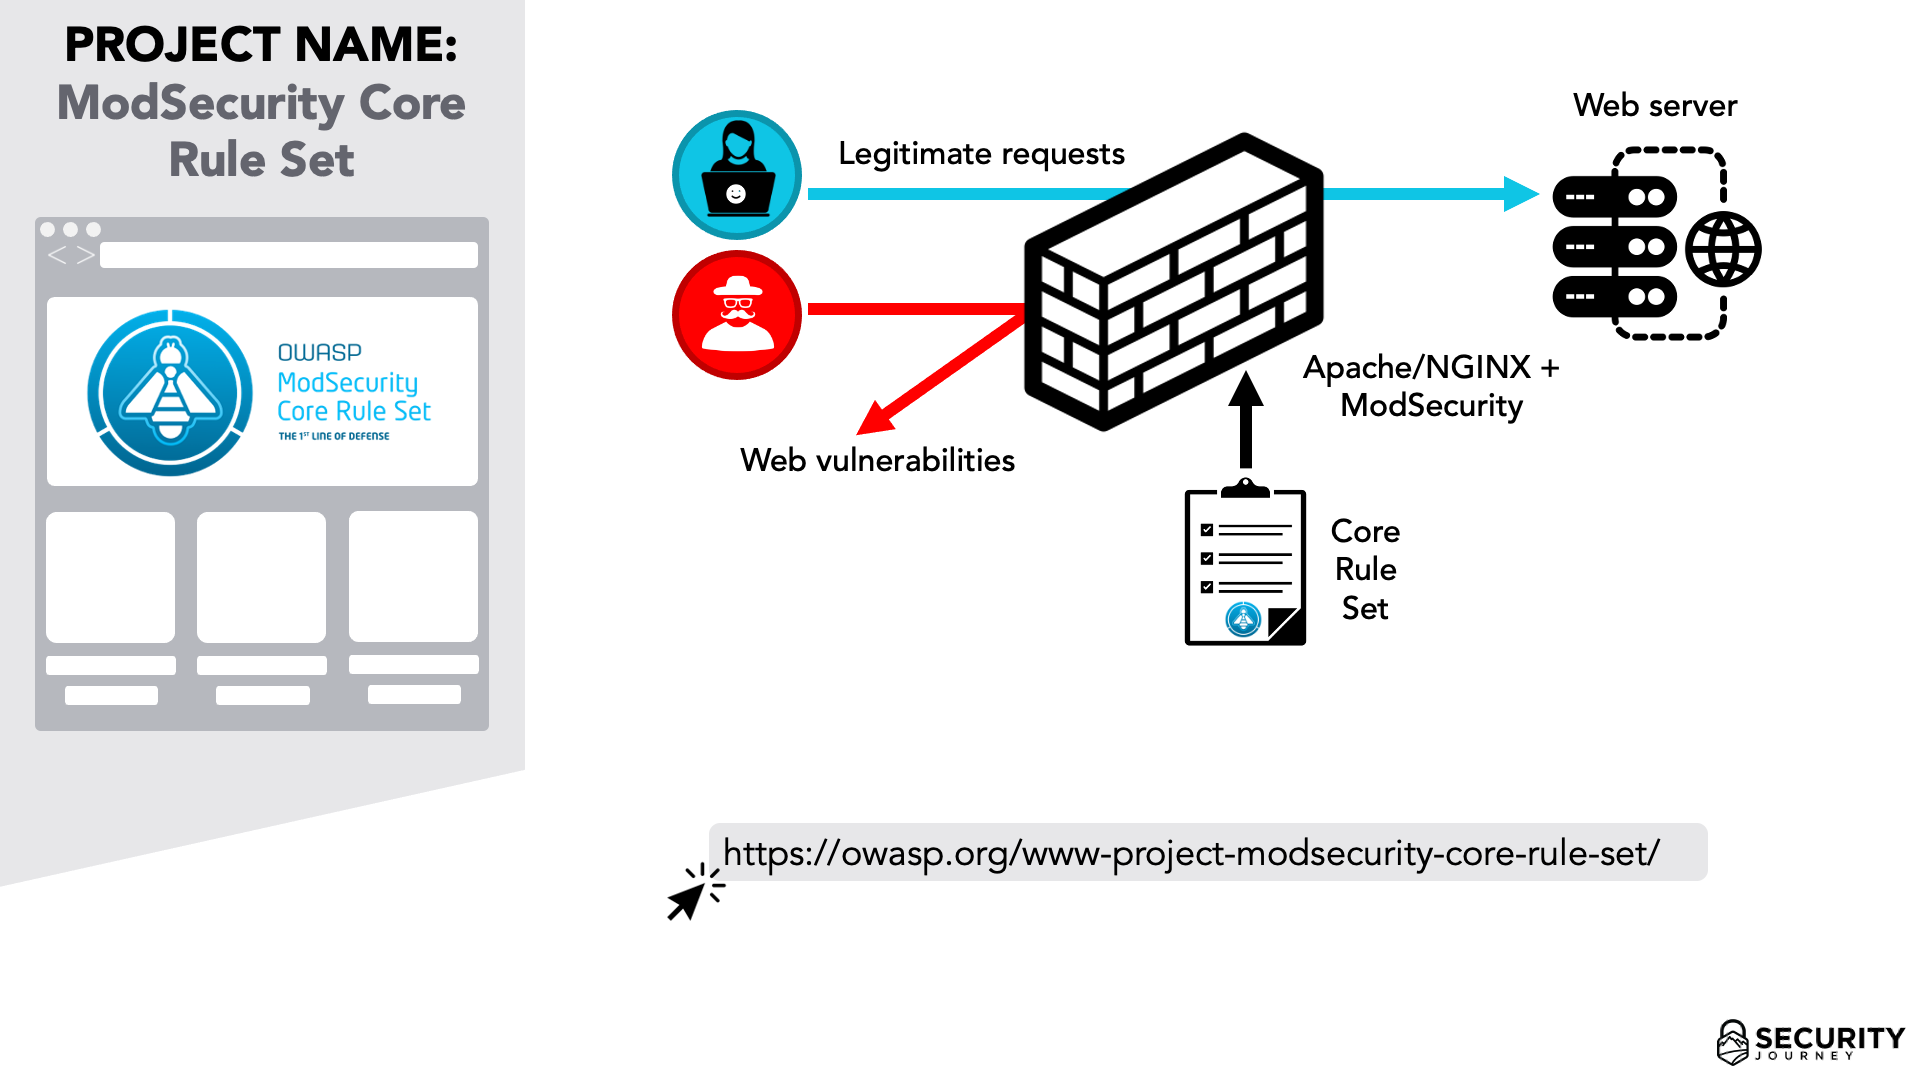 PROJECT NAME:
ModSecurity Core
Rule Set
OWASP
ModSecurity
Core Rule Set
THE 1ST LINE OF DEFENSE
Legitimate requests
Web server
Web vulnerabilities
Apache/NGINX +
ModSecurity
Core
Rule
Set
https://owasp.org/www-project-modsecurity-core-rule-set/
SECURITY
JOURNEY